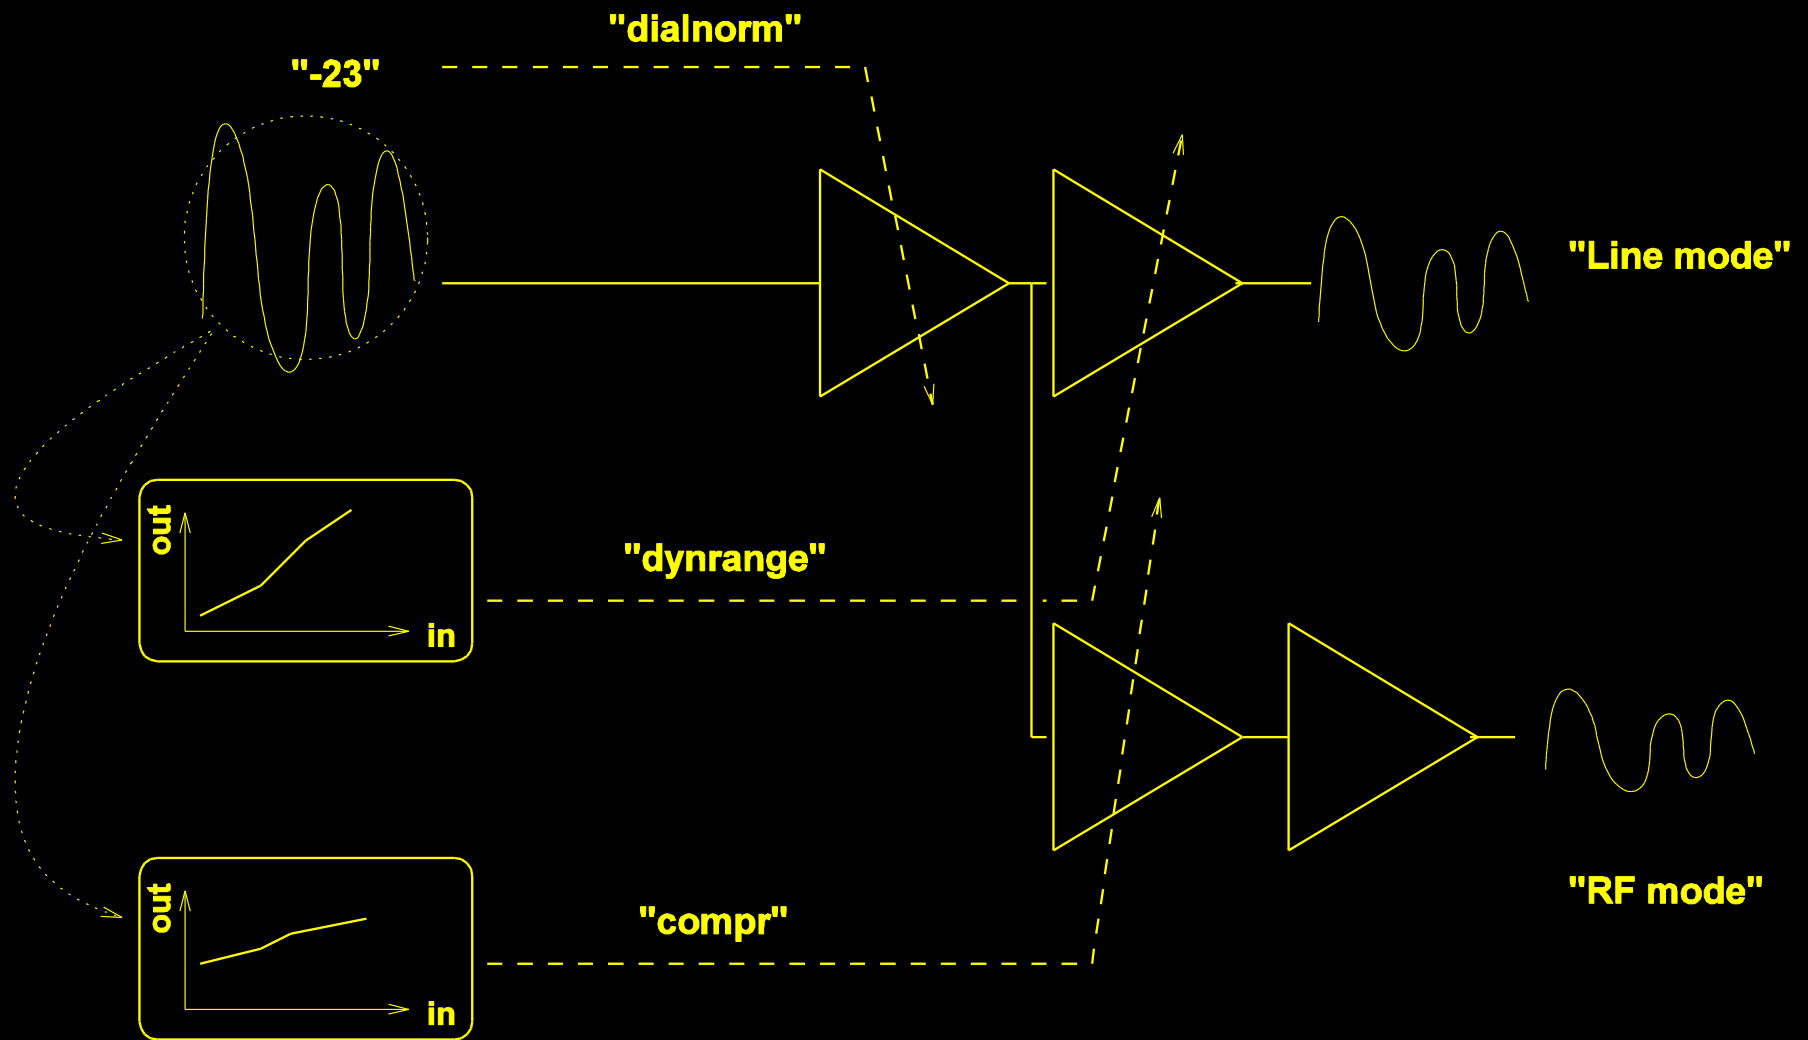 "dialnorm"
"-23"
"Line mode"
out
in
"dynrange"
out
in
"compr"
"RF mode"